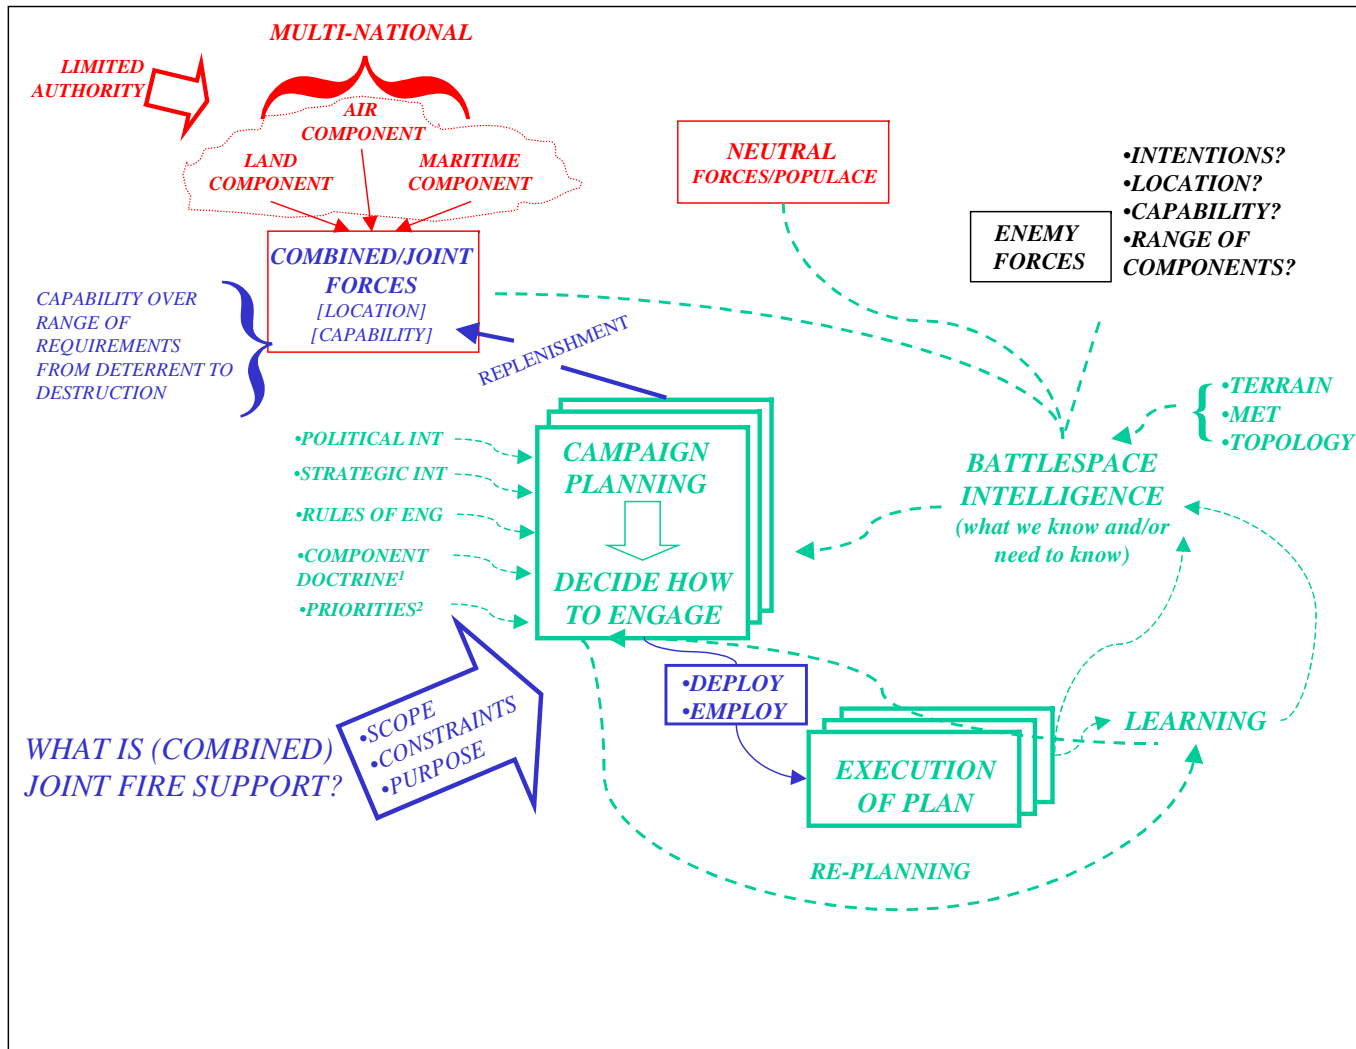 MULTI-NATIONAL
LIMITED
AUTHORITY
AIR
COMPONENT
LAND
COMPONENT
MARITIME
COMPONENT
COMBINED/JOINT
FORCES
[LOCATION]
[CAPABILITY]
CAPABILITY OVER
RANGE OF
REQUIREMENTS
FROM DETERRENT TO
DESTRUCTION
REPLENISHMENT
NEUTRAL
FORCES/POPULACE
ENEMY
FORCES
•INTENTIONS?
•LOCATION?
•CAPABILITY?
•RANGE OF
COMPONENTS?
•TERRAIN
•MET
•TOPOLOGY
BATTLESPACE
INTELLIGENCE
(what we know and/or
need to know)
•POLITICAL INT
•STRATEGIC INT
•RULES OF ENG
•COMPONENT
DOCTRINE¹
•PRIORITIES²
CAMPAIGN
PLANNING
DECIDE HOW
TO ENGAGE
•DEPLOY
•EMPLOY
WHAT IS (COMBINED)
JOINT FIRE SUPPORT?
•SCOPE
•CONSTRAINTS
•PURPOSE
EXECUTION
OF PLAN
LEARNING
RE-PLANNING